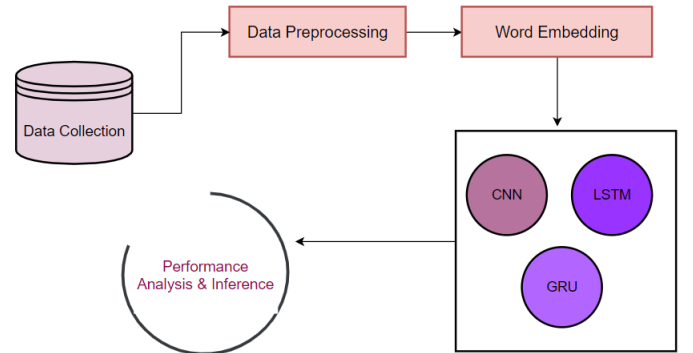 Data Preprocessing
Word Embedding
Data Collection
CNN
LSTM
GRU
Performance
Analysis & Inference